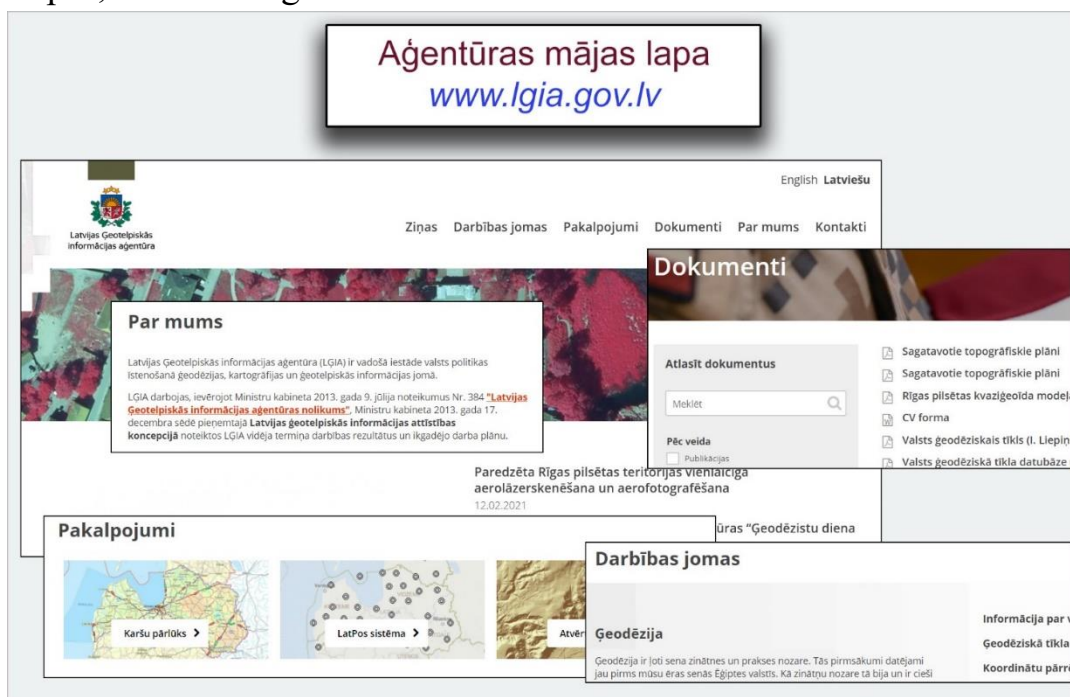 Aģentūras mājas lapa
www.lgia.gov.lv
English Latviešu
Latvijas Ģeotelpiskās
informācijas aģentūra
Ziņas Darbības jomas Pakalpojumi Dokumenti Par mums Kontakti
Dokumenti
Atlasīt dokumentus
Meklēt
Pēc veida
Publikācijas
Sagatavotie topogrāfiskie plāni
Sagatavotie topogrāfiskie plāni
Rīgas pilsētas kvaziģeoīda modeļa
CV forma
Valsts ģeodēziskais tīkls (I. Liepiņ
Valsts ģeodēziskā tīkla datubāze
Par mums
Latvijas Ģeotelpiskās informācijas aģentūra (LĢIA) ir vadošā iestāde valsts politikas
īstenošanā ģeodēzijas, kartogrāfijas un ģeotelpiskās informācijas jomā.
LĢIA darbojas, ievērojot Ministru kabineta 2013. gada 9. jūlija noteikumus Nr. 384 "Latvijas
Ģeotelpiskās informācijas aģentūras nolikums", Ministru kabineta 2013. gada 17.
decembra sēdē pieņemtajā Latvijas ģeotelpiskās informācijas attīstības
koncepcijā noteiktos LĢIA vidēja termiņa darbības rezultātus un ikgadējo darba plānu.
Paredzēta Rīgas pilsētas teritorijas vienlaicīga
aerolāzerskenēšana un aerofotografēšana
12.02.2021
ūras "Ģeodēzistu diena
Pakalpojumi
Karšu pārlūks
LatPos sistēma
Atvēr
Darbības jomas
Ģeodēzija
Ģeodēzija ir ļoti sena zinātnes un prakses nozare. Tās pirmsākumi datējami
jau pirms mūsu ēras senās Ēģiptes valstīs. Kā zinātņu nozare tā bija un ir cieši
Informācija par v
Ģeodēziskā tīkla
Koordinātu pārrē